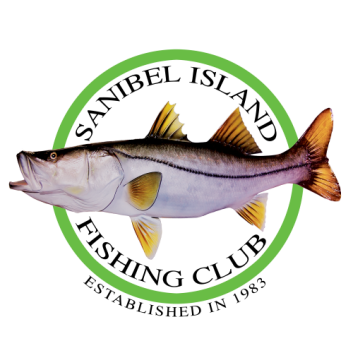 SANIBEL ISLAND
FISHING CLUB
ESTABLISHED IN 1983